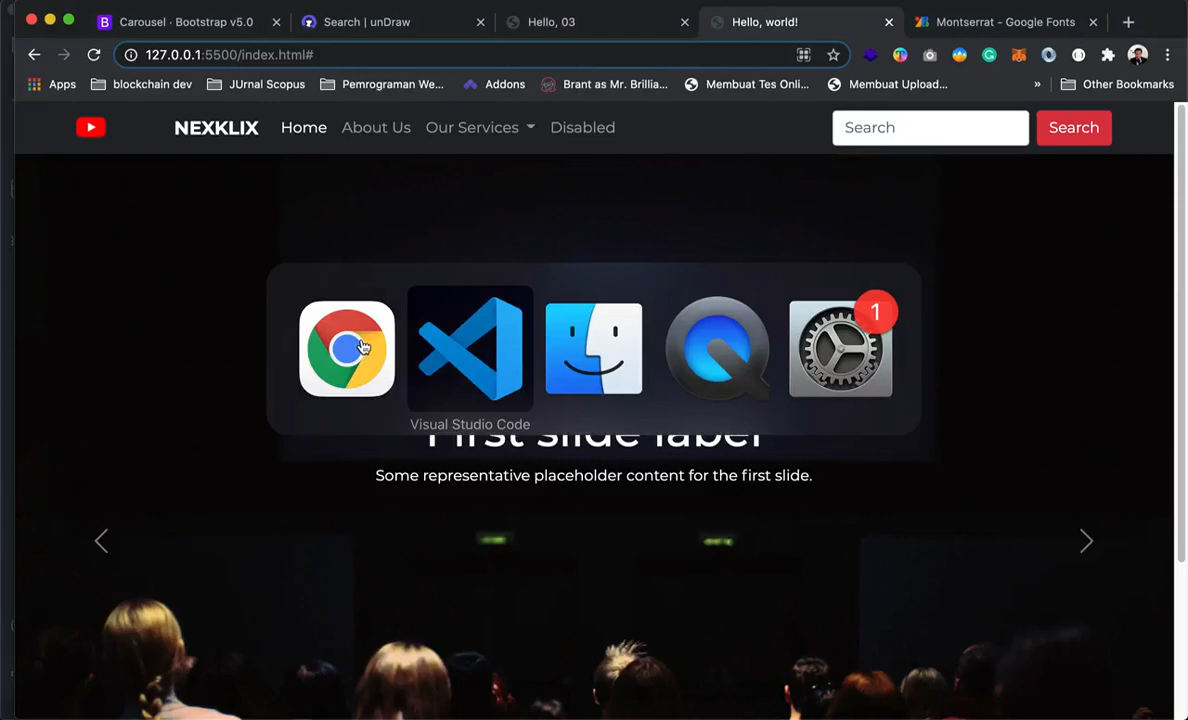 Carousel · Bootstrap v5.0
Search | unDraw
Hello, 03
Hello, world!
Montserrat - Google Fonts
127.0.0.1:5500/index.html#
Apps
blockchain dev
JUrnal Scopus
Pemrograman We...
Addons
Brant as Mr. Brillia...
Membuat Tes Onli...
Membuat Upload...
»
Other Bookmarks
NEXKLIX
Home
About Us
Our Services
Disabled
Search
Search
1
Visual Studio Code
First slide label
Some representative placeholder content for the first slide.